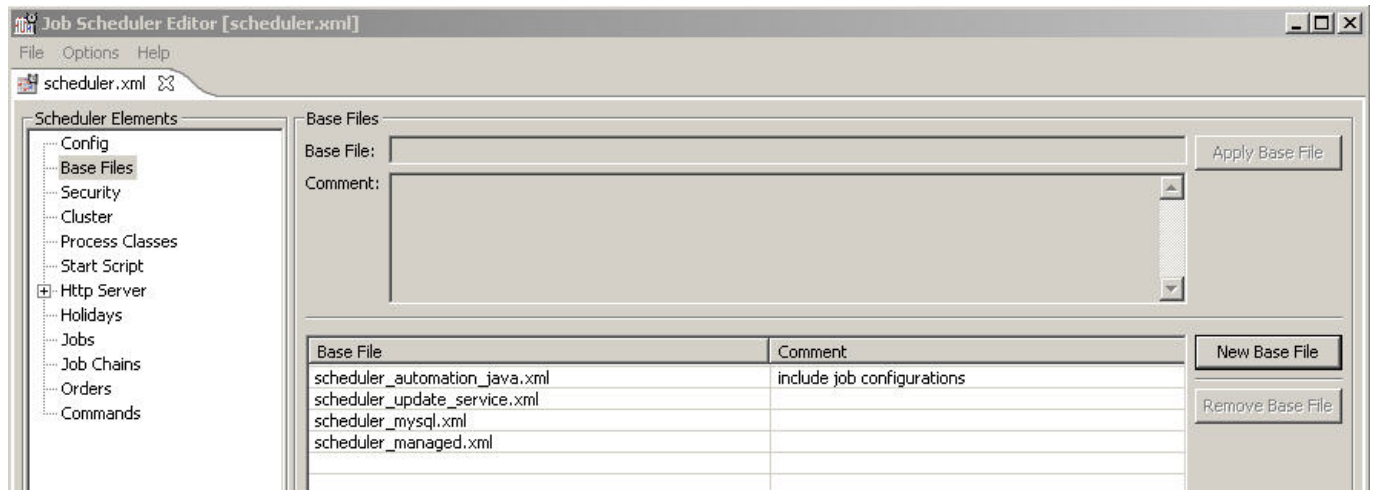 Job Scheduler Editor [scheduler.xml]
File Options Help
scheduler.xml
Scheduler Elements
Config
Base Files
Security
Cluster
Process Classes
Start Script
Http Server
Holidays
Jobs
Job Chains
Orders
Commands
Base Files
Base File:
Apply Base File
Comment:
Base File Comment
New Base File
scheduler_automation_java.xml include job configurations
scheduler_update_service.xml
Remove Base File
scheduler_mysql.xml
scheduler_managed.xml